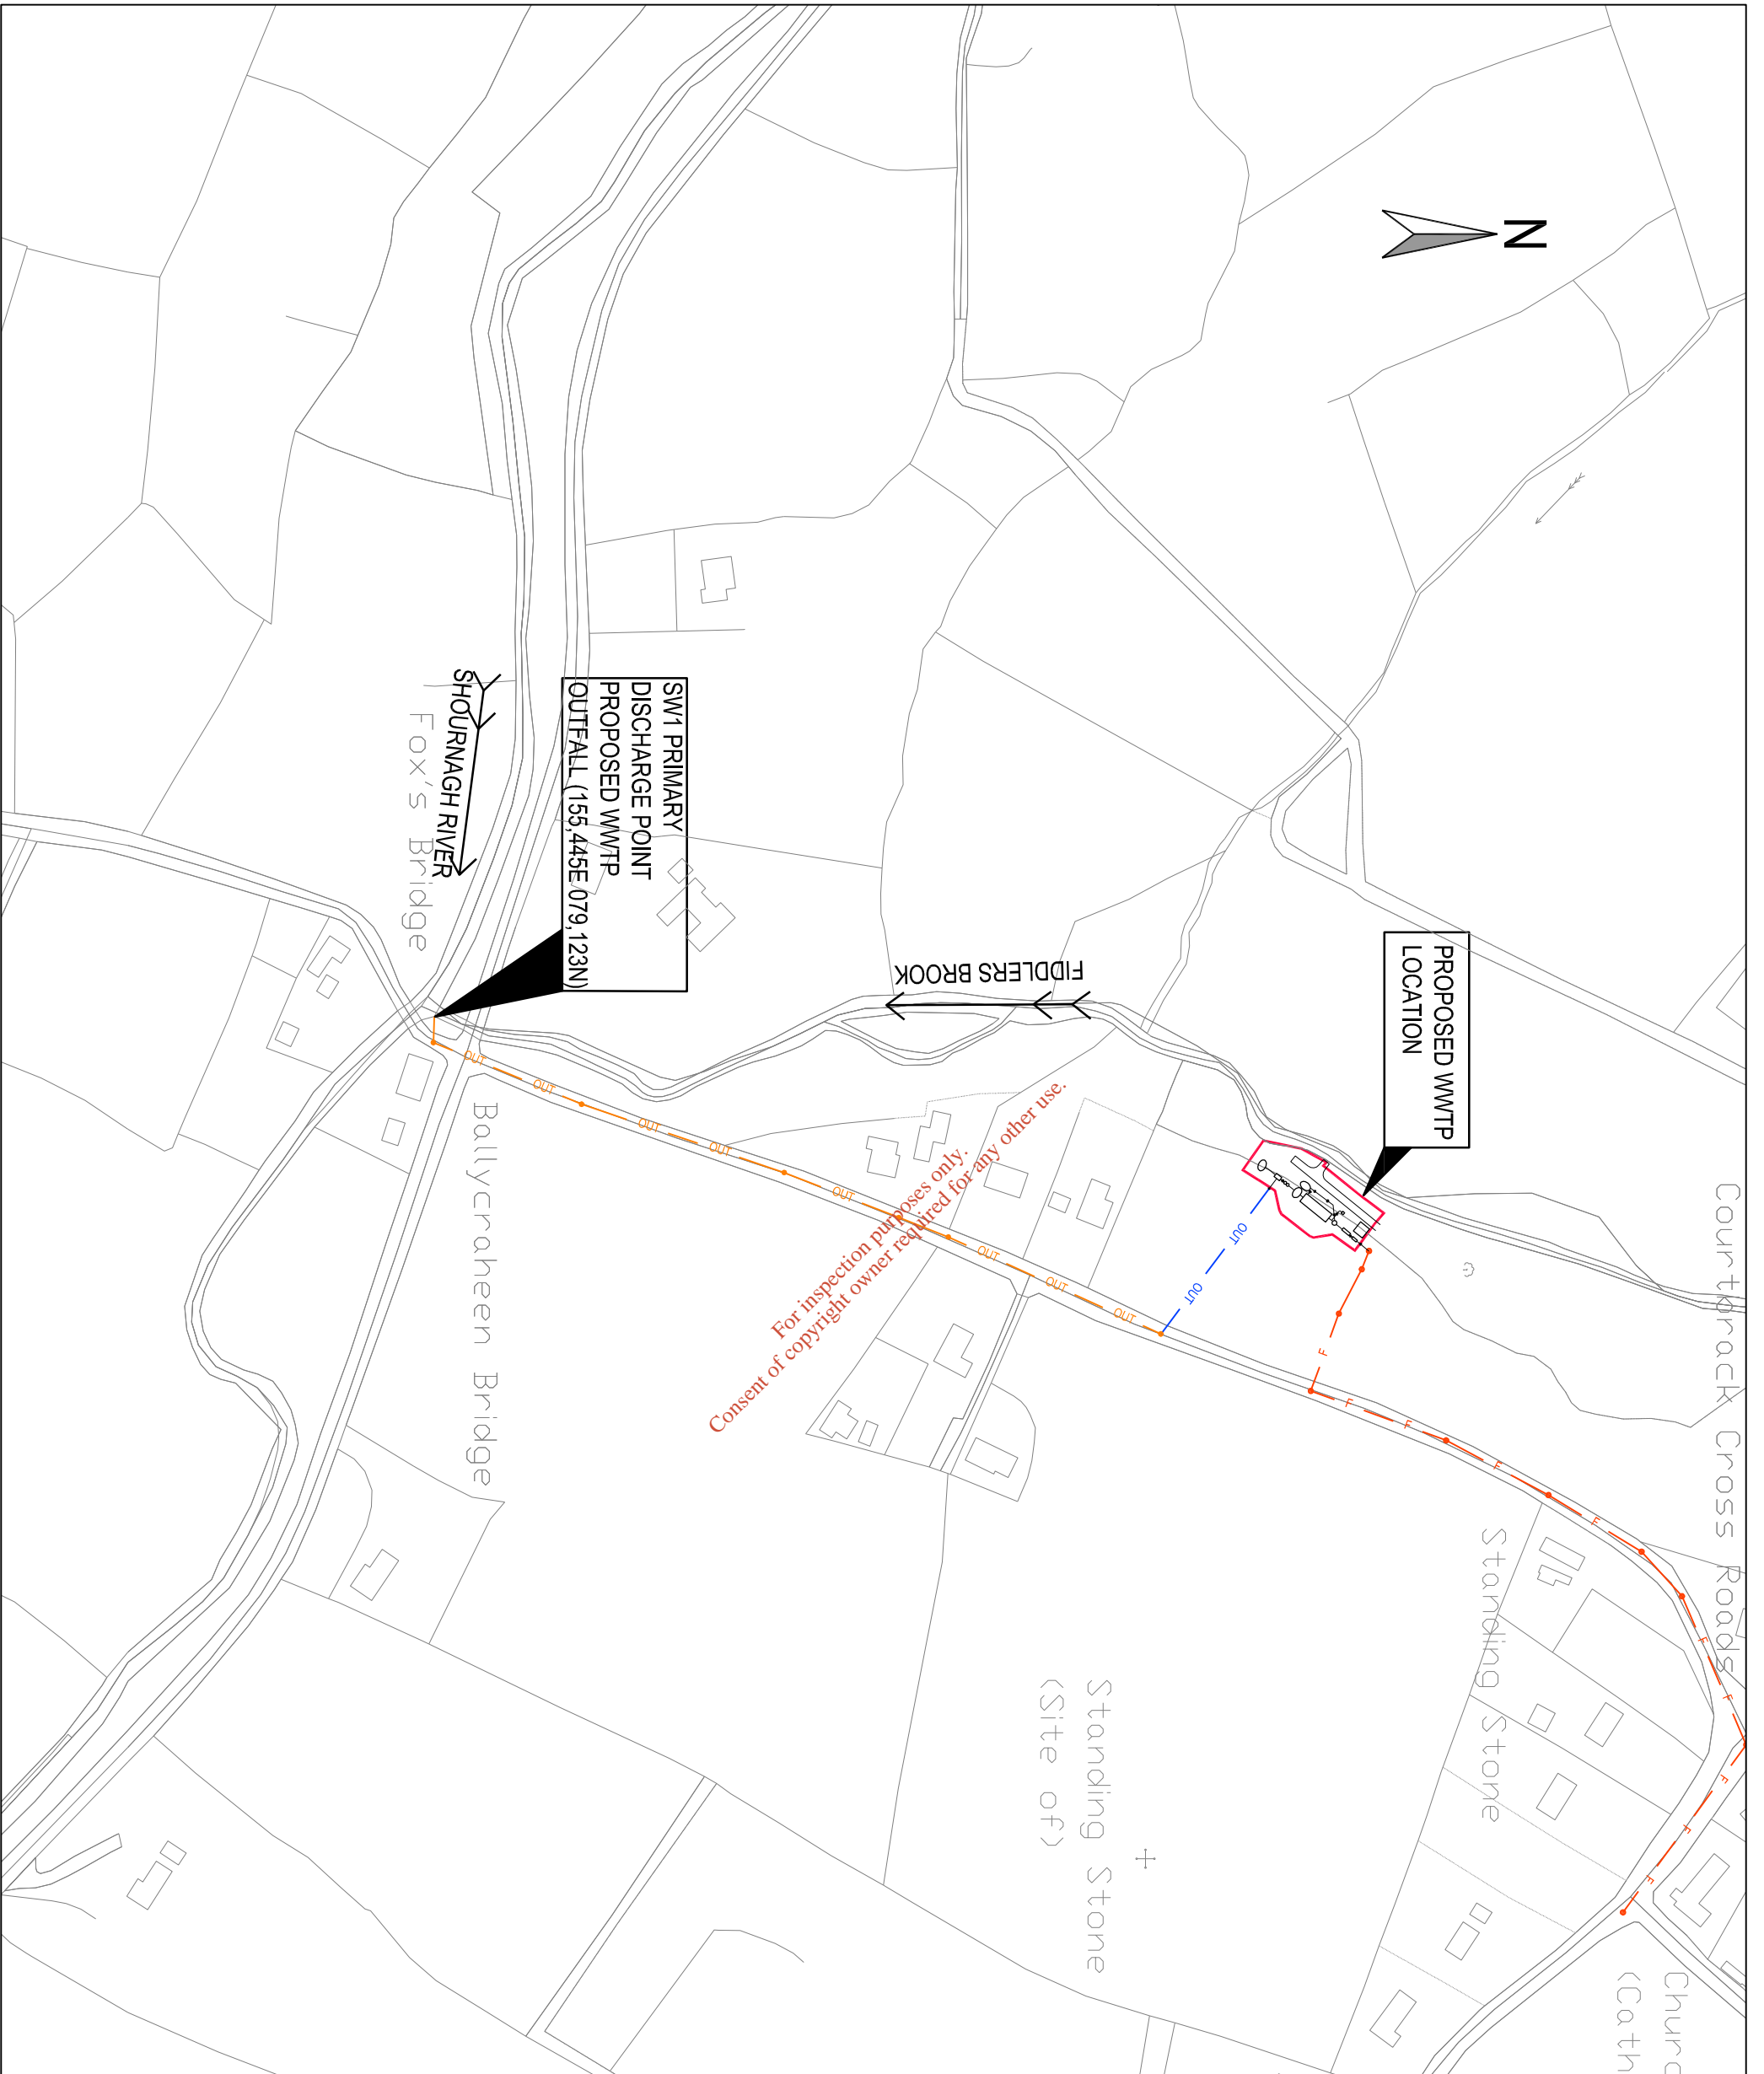 N
Courtbrack Cross Roads
Church
(Cath
PROPOSED WWTP
LOCATION
Standing Stone
Standing Stone
(Site of)
FIDDLERS BROOK
SW1 PRIMARY
DISCHARGE POINT
PROPOSED WWTP
OUTFALL (155,445E 079,123N)
SHOURNAGH RIVER
Fox's Bridge
Ballycraheen Bridge
For inspection purposes only.
Consent of copyright owner required for any other use.
OUT
OUT
OUT
OUT
OUT
OUT
OUT
OUT
OUT
OUT
F
F
F
F
F
F
F
F
F
F